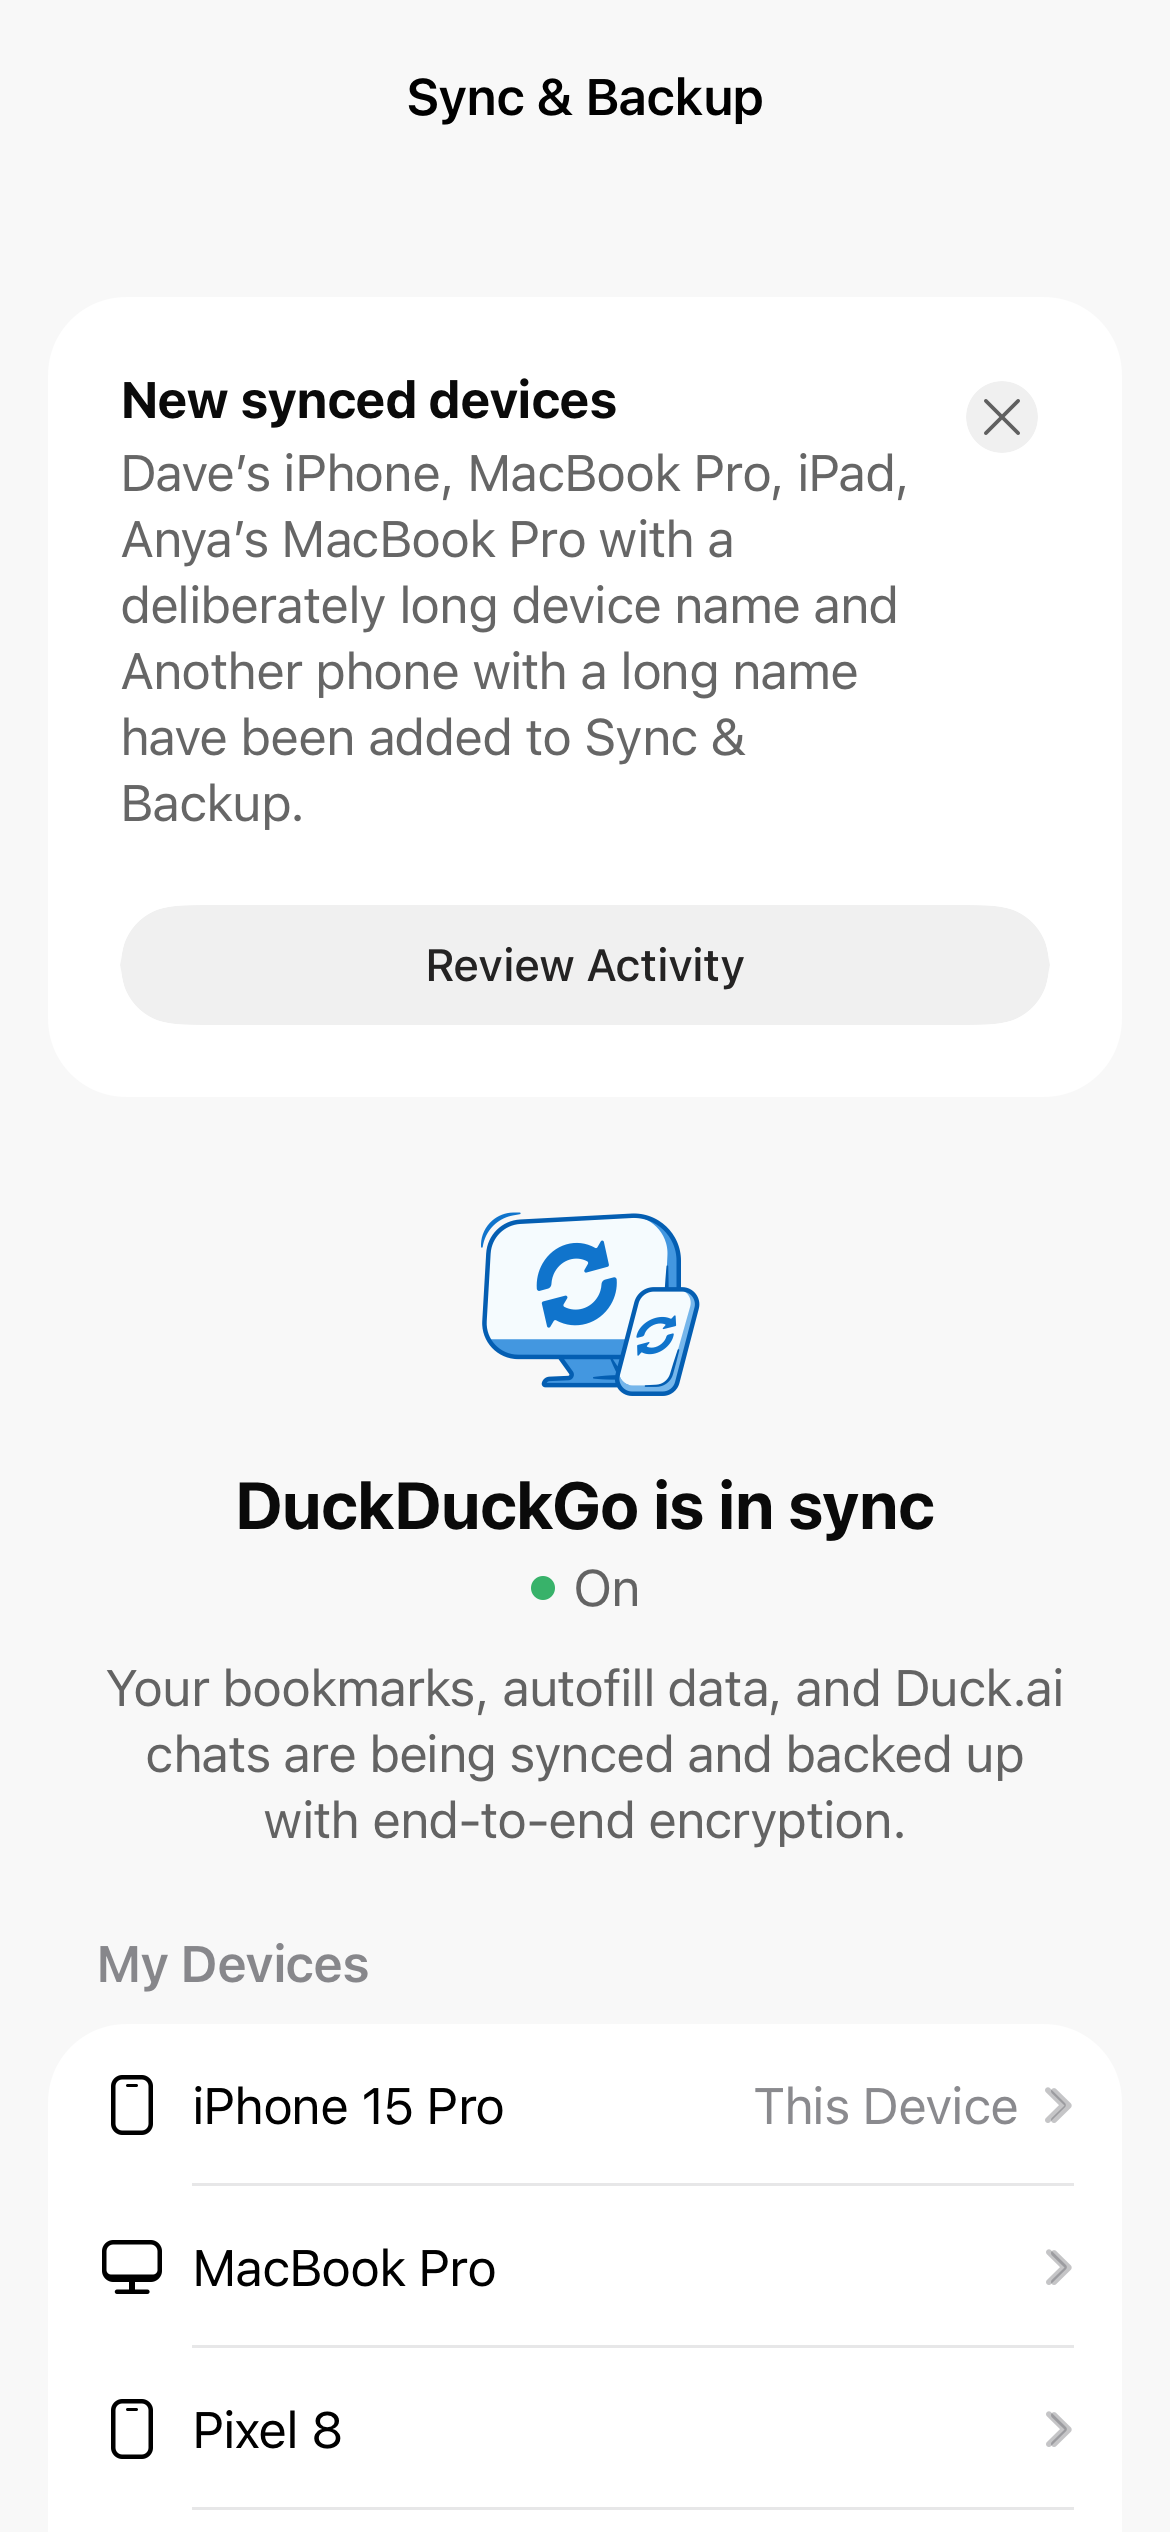 Sync & Backup
New synced devices
Dave’s iPhone, MacBook Pro, iPad,
Anya’s MacBook Pro with a
deliberately long device name and
Another phone with a long name
have been added to Sync &
Backup.
Review Activity
DuckDuckGo is in sync
On
Your bookmarks, autofill data, and Duck.ai
chats are being synced and backed up
with end-to-end encryption.
My Devices
iPhone 15 Pro This Device
MacBook Pro
Pixel 8